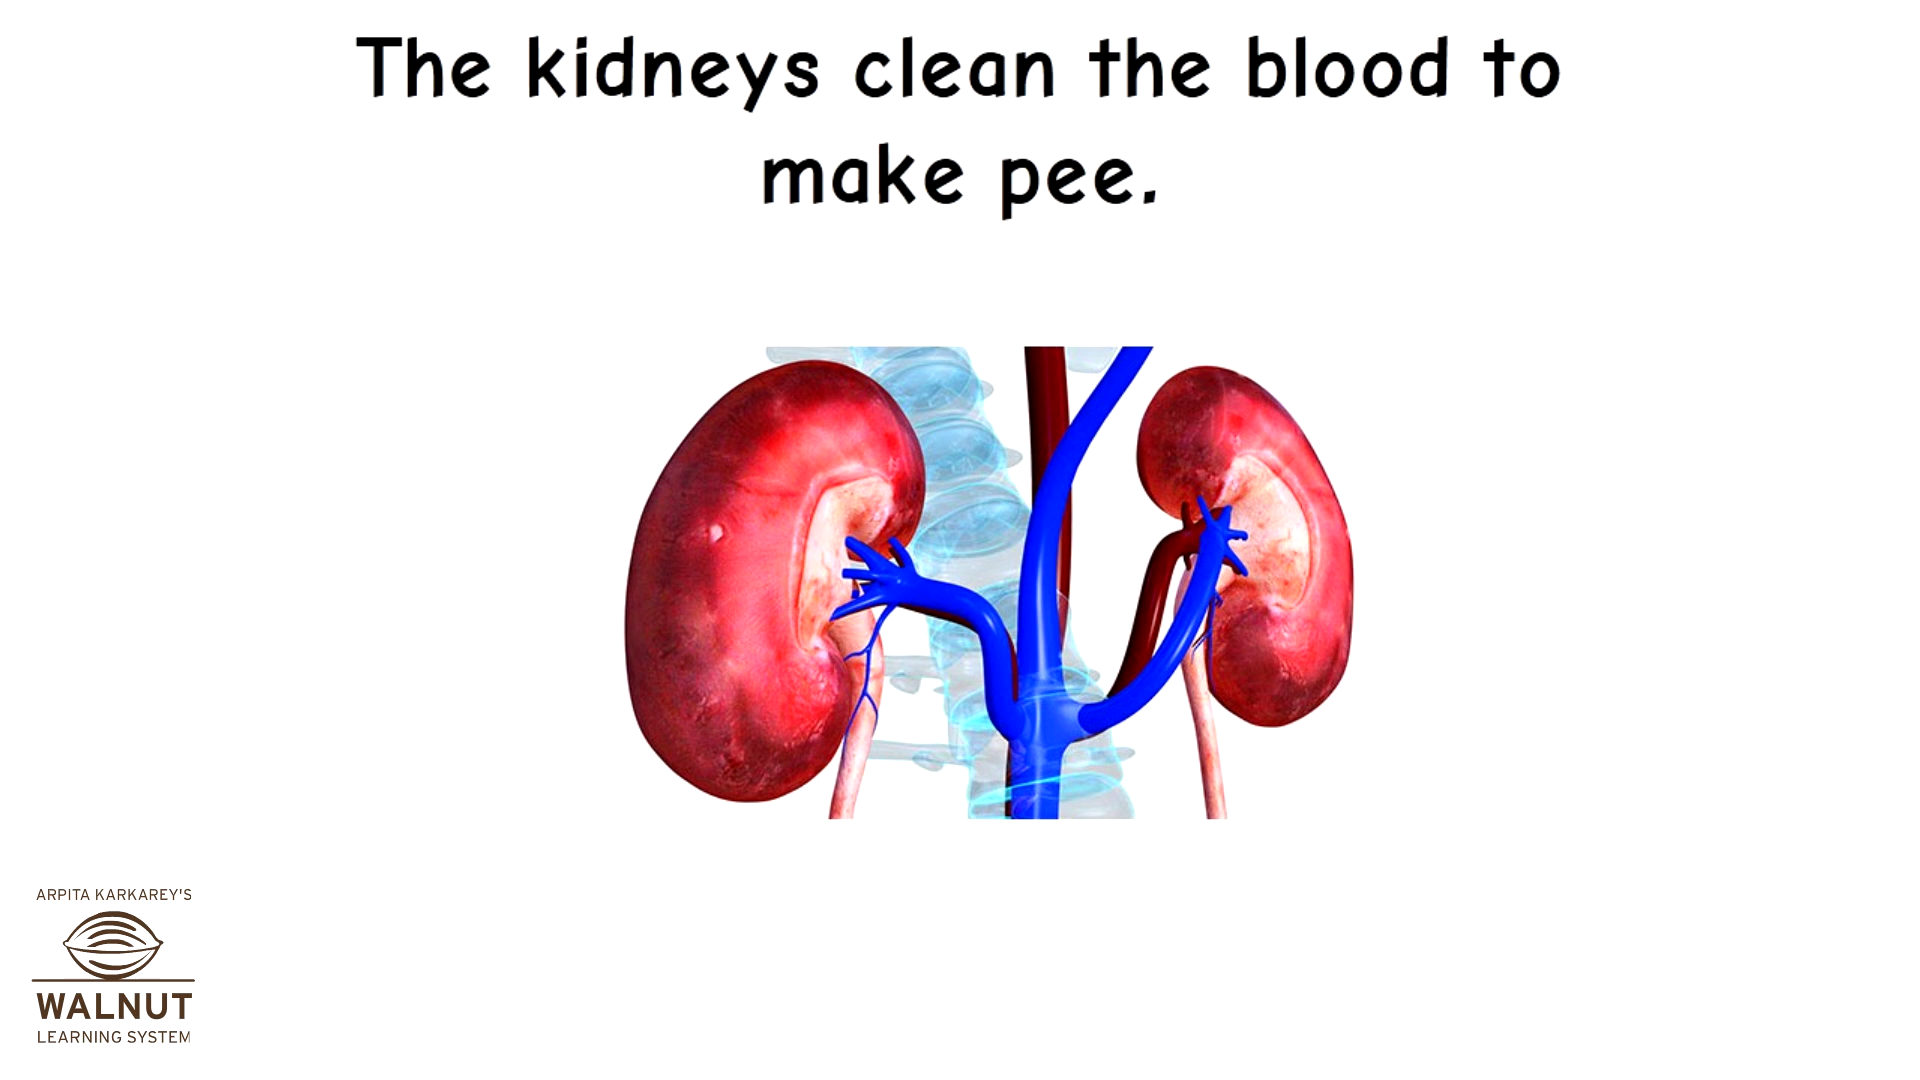 The kidneys clean the blood to
make pee.
ARPITA KARKAREY'S
WALNUT
LEARNING SYSTEM